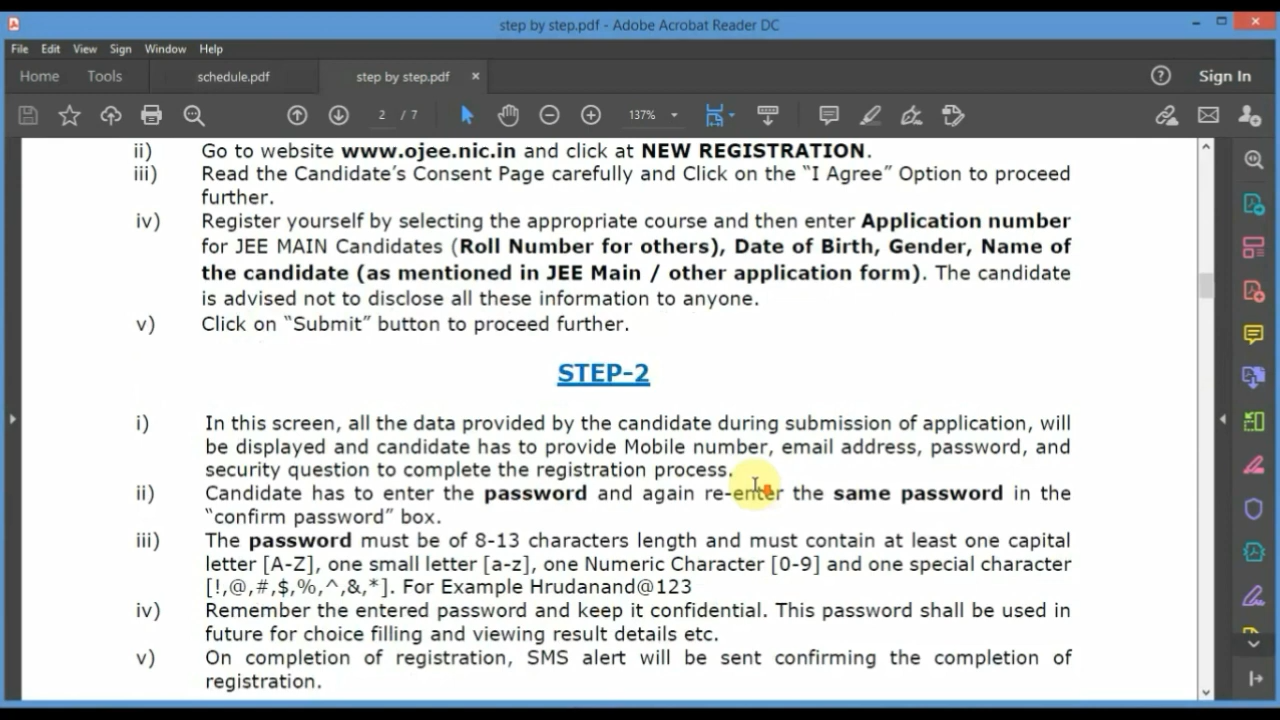 step by step.pdf - Adobe Acrobat Reader DC
File Edit View Sign Window Help
Home Tools schedule.pdf step by step.pdf × Sign In
2 / 7 137%
ii) Go to website www.ojee.nic.in and click at NEW REGISTRATION.
iii) Read the Candidate's Consent Page carefully and Click on the "I Agree" Option to proceed
further.
iv) Register yourself by selecting the appropriate course and then enter Application number
for JEE MAIN Candidates (Roll Number for others), Date of Birth, Gender, Name of
the candidate (as mentioned in JEE Main / other application form). The candidate
is advised not to disclose all these information to anyone.
v) Click on "Submit" button to proceed further.
STEP-2
i) In this screen, all the data provided by the candidate during submission of application, will
be displayed and candidate has to provide Mobile number, email address, password, and
security question to complete the registration process.
ii) Candidate has to enter the password and again re-enter the same password in the
"confirm password" box.
iii) The password must be of 8-13 characters length and must contain at least one capital
letter [A-Z], one small letter [a-z], one Numeric Character [0-9] and one special character
[!,@,#,$,%,^,&,*]. For Example Hrudanand@123
iv) Remember the entered password and keep it confidential. This password shall be used in
future for choice filling and viewing result details etc.
v) On completion of registration, SMS alert will be sent confirming the completion of
registration.